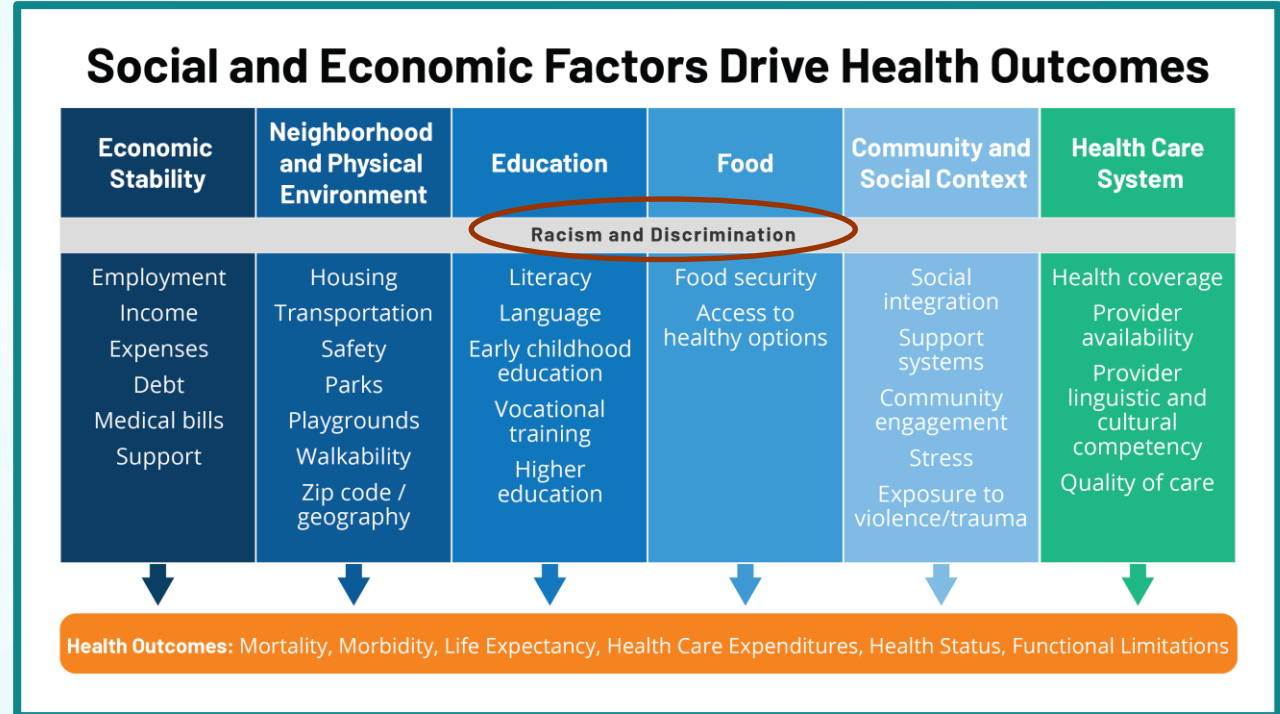 Social and Economic Factors Drive Health Outcomes
Economic
Stability
Neighborhood
and Physical
Environment
Education
Food
Community and
Social Context
Health Care
System
Racism and Discrimination
Employment
Income
Expenses
Debt
Medical bills
Support
Housing
Transportation
Safety
Parks
Playgrounds
Walkability
Zip code /
geography
Literacy
Language
Early childhood
education
Vocational
training
Higher
education
Food security
Access to
healthy options
Social
integration
Support
systems
Community
engagement
Stress
Exposure to
violence/trauma
Health coverage
Provider
availability
Provider
linguistic and
cultural
competency
Quality of care
Health Outcomes: Mortality, Morbidity, Life Expectancy, Health Care Expenditures, Health Status, Functional Limitations